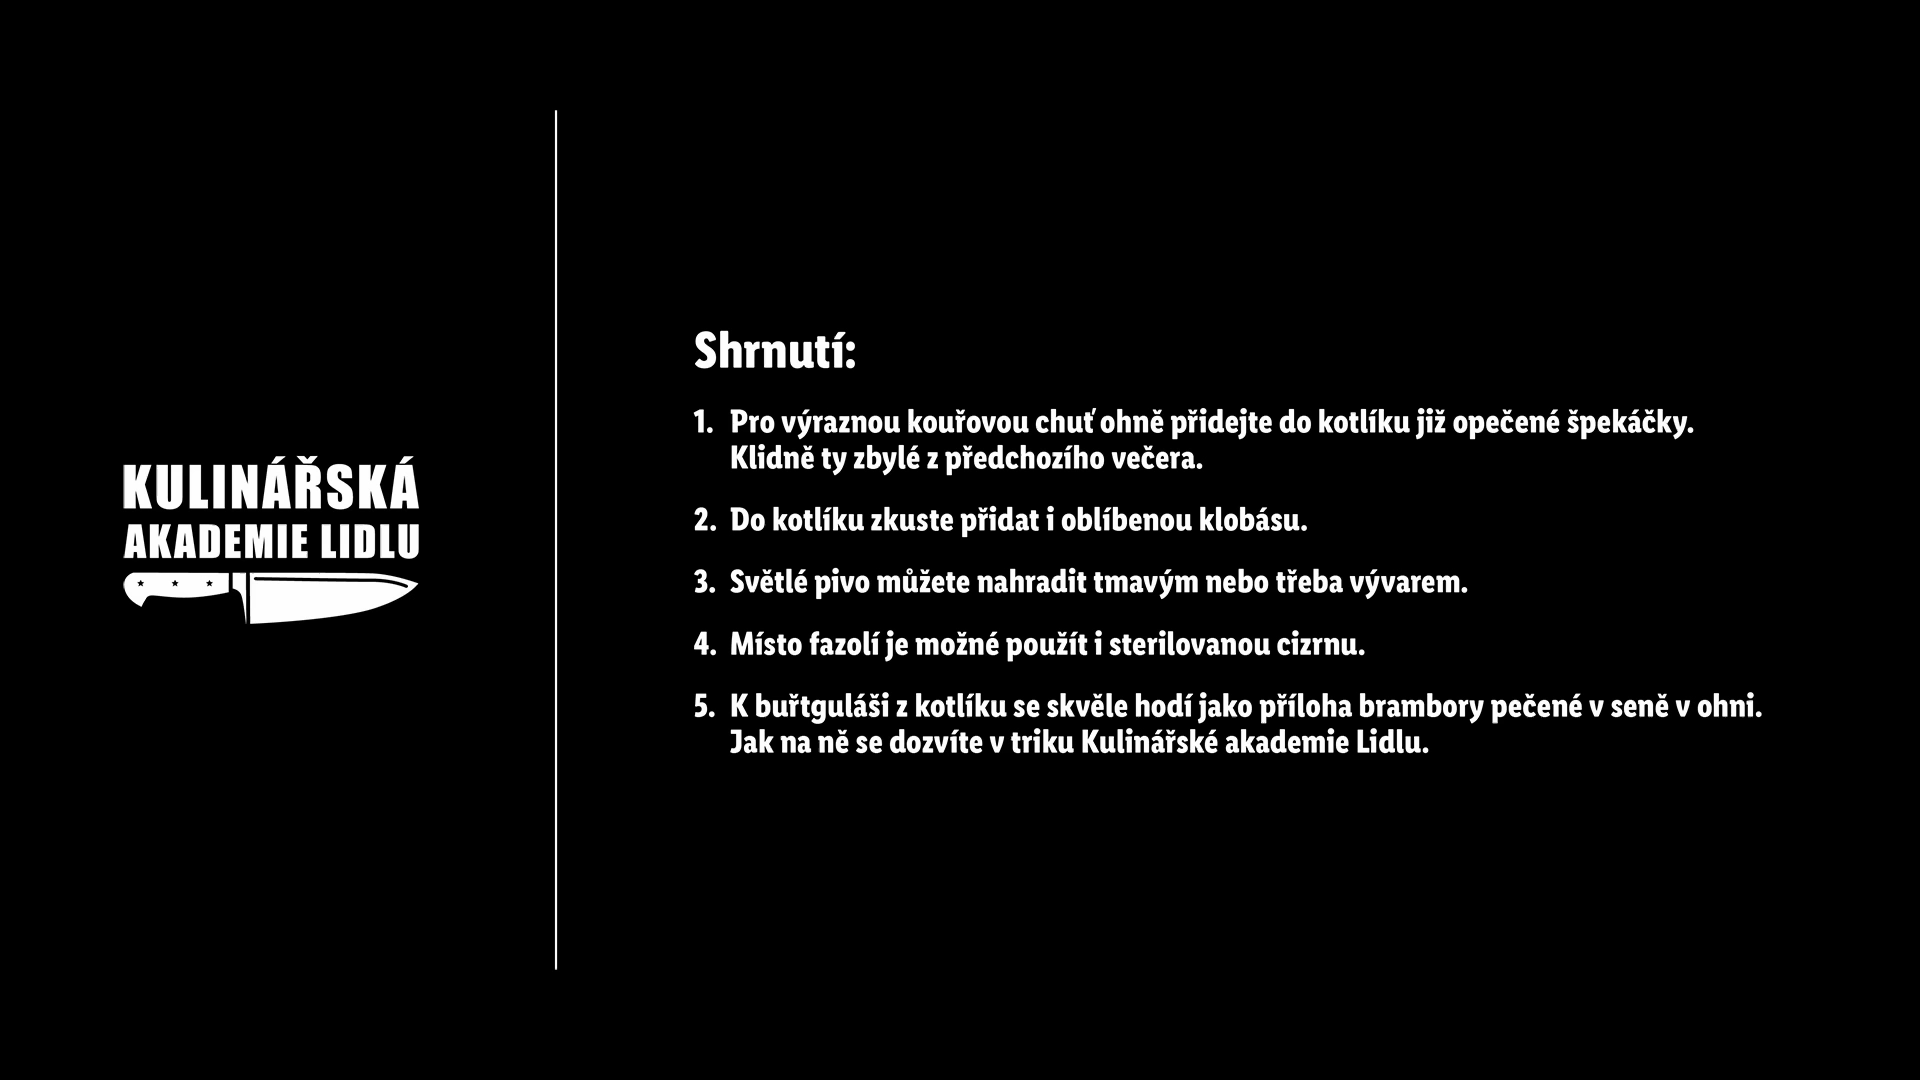 KULINÁŘSKÁ
AKADEMIE LIDLU
Shrnutí:
1. Pro výraznou kouřovou chuť ohně přidejte do kotlíku již opečené špekáčky.
Klidně ty zbylé z předchozího večera.
2. Do kotlíku zkuste přidat i oblíbenou klobásu.
3. Světlé pivo můžete nahradit tmavým nebo třeba vývarem.
4. Místo fazolí je možné použít i sterilovanou cizrnu.
5. K buřtguláši z kotlíku se skvěle hodí jako příloha brambory pečené v seně v ohni.
Jak na ně se dozvíte v triku Kulinářské akademie Lidlu.